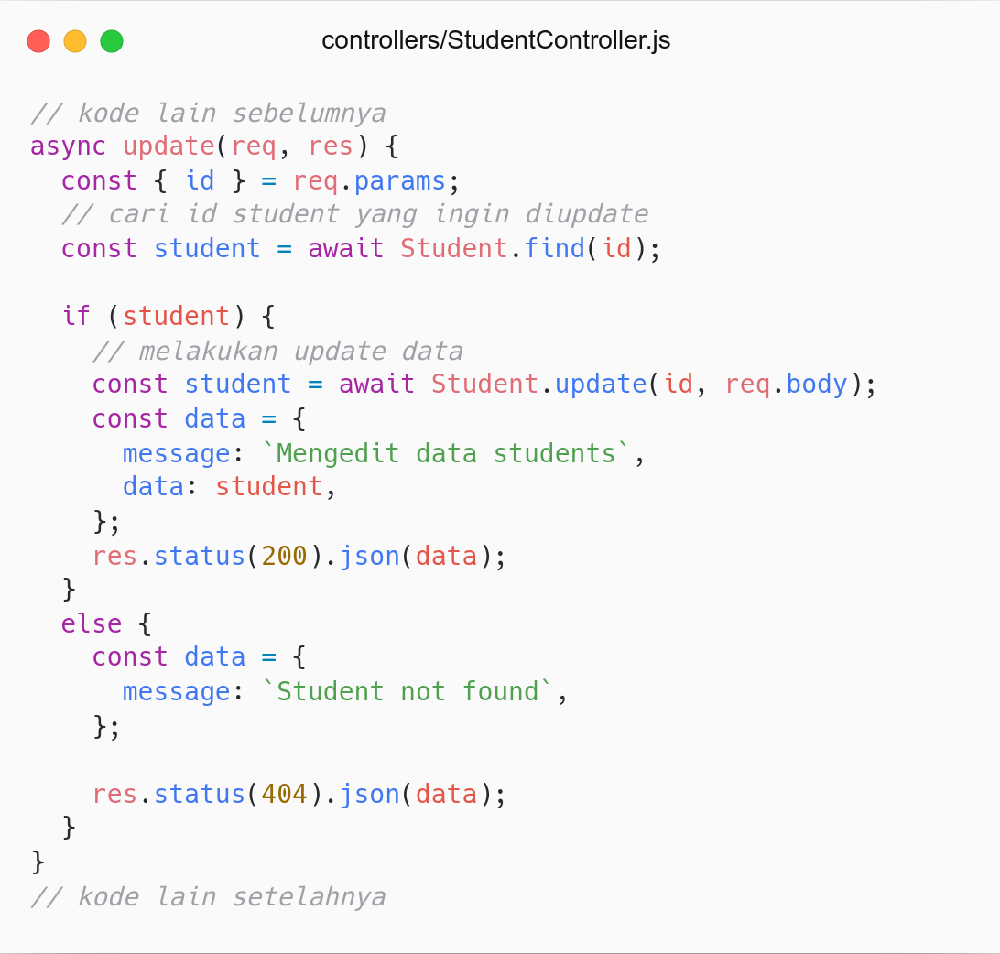 controllers/StudentController.js
// kode lain sebelumnya
async update(req, res) {
  const { id } = req.params;
  // cari id student yang ingin diupdate
  const student = await Student.find(id);

  if (student) {
    // melakukan update data
    const student = await Student.update(id, req.body);
    const data = {
      message: `Mengedit data students`,
      data: student,
    };
    res.status(200).json(data);
  }
  else {
    const data = {
      message: `Student not found`,
    };

    res.status(404).json(data);
  }
}
// kode lain setelahnya